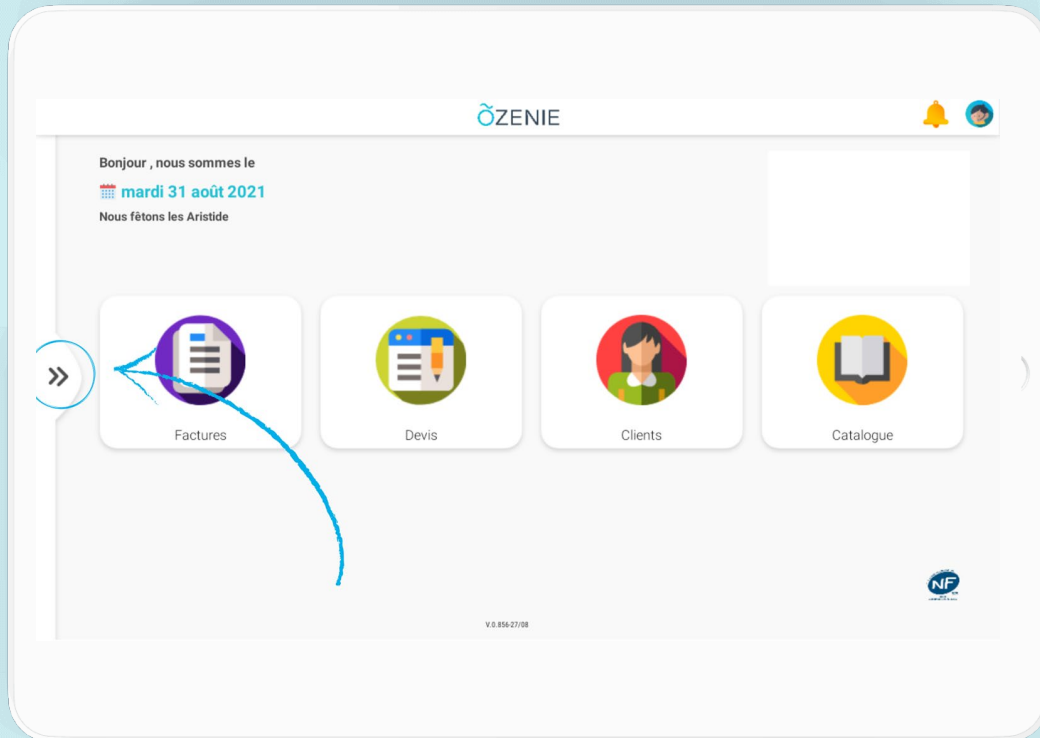 ÕZENIE
Bonjour , nous sommes le
mardi 31 août 2021
Nous fêtons les Aristide
Factures
Devis
Clients
Catalogue
NF
V.0.856-27/08